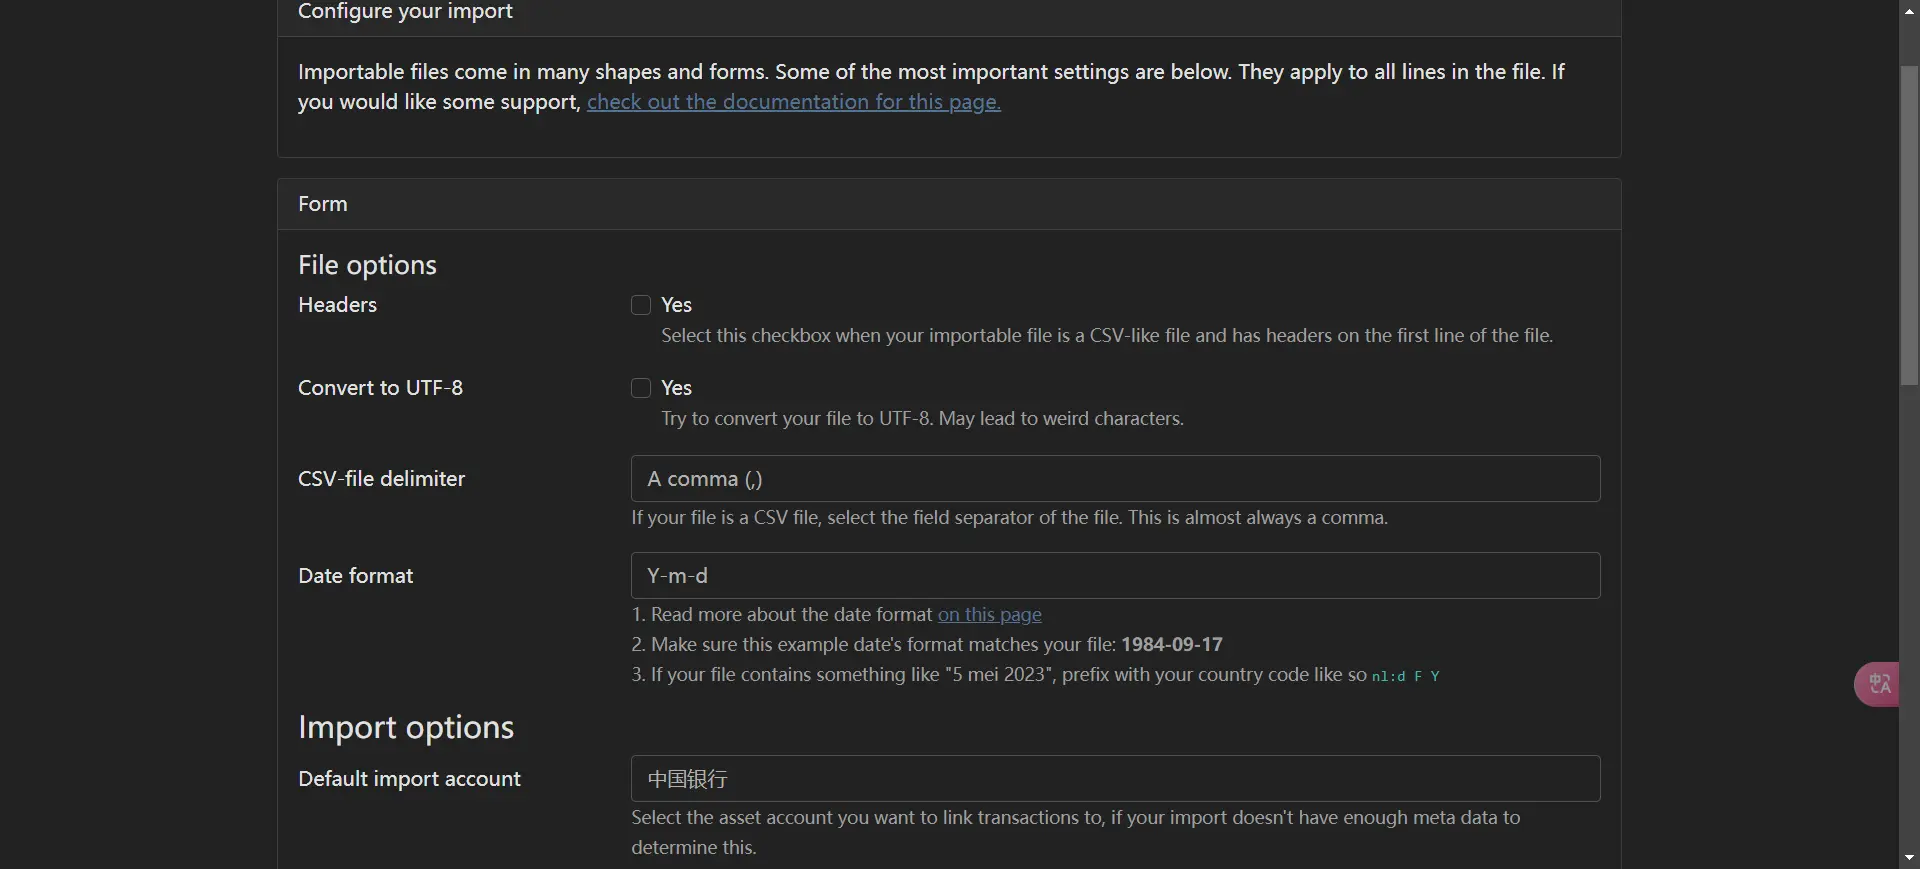 Configure your import
Importable files come in many shapes and forms. Some of the most important settings are below. They apply to all lines in the file. If
you would like some support, check out the documentation for this page.
Form
File options
Headers
Yes
Select this checkbox when your importable file is a CSV-like file and has headers on the first line of the file.
Convert to UTF-8
Yes
Try to convert your file to UTF-8. May lead to weird characters.
CSV-file delimiter
A comma (,)
If your file is a CSV file, select the field separator of the file. This is almost always a comma.
Date format
Y-m-d
1. Read more about the date format on this page
2. Make sure this example date's format matches your file: 1984-09-17
3. If your file contains something like "5 mei 2023", prefix with your country code like so nl:d F Y
Import options
Default import account
中国银行
Select the asset account you want to link transactions to, if your import doesn't have enough meta data to
determine this.
中A